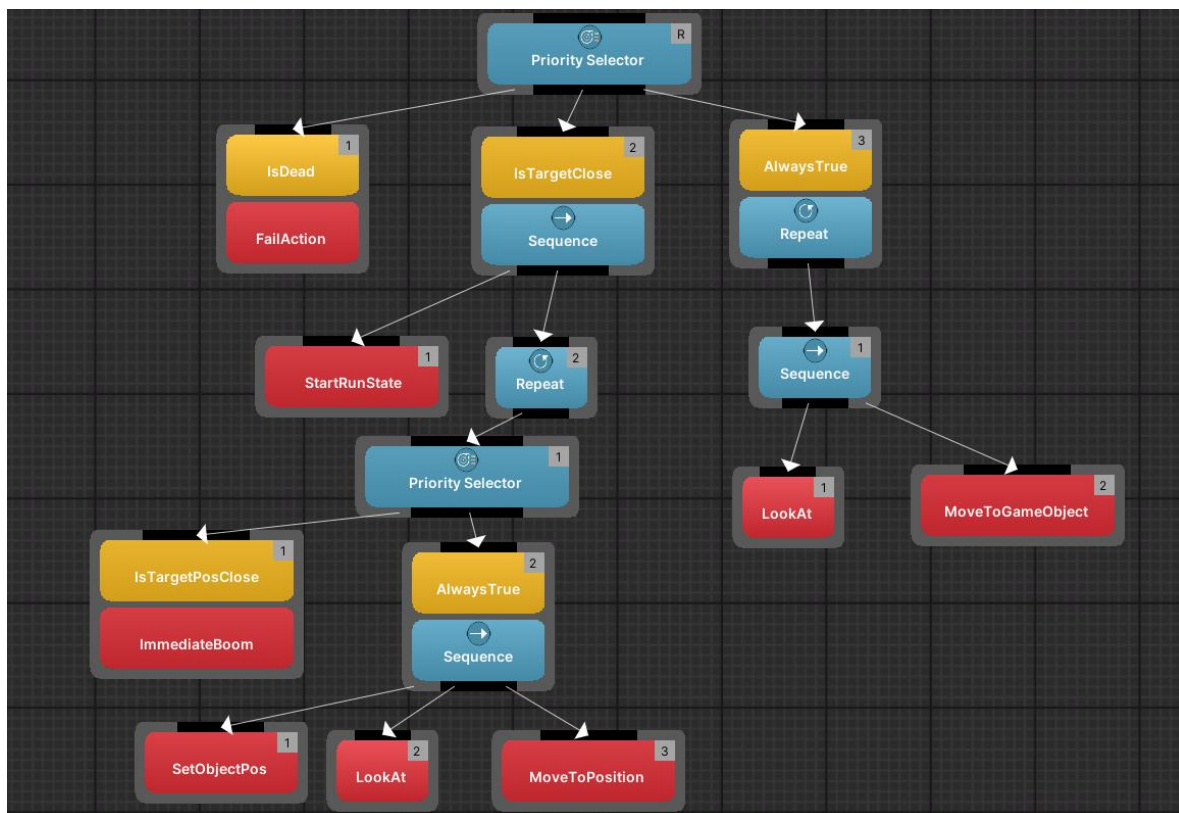 R
Priority Selector
1
IsDead
FailAction
2
IsTargetClose
Sequence
3
AlwaysTrue
Repeat
1
StartRunState
2
Repeat
1
Sequence
1
Priority Selector
1
LookAt
2
MoveToGameObject
1
IsTargetPosClose
ImmediateBoom
2
AlwaysTrue
Sequence
1
SetObjectPos
2
LookAt
3
MoveToPosition